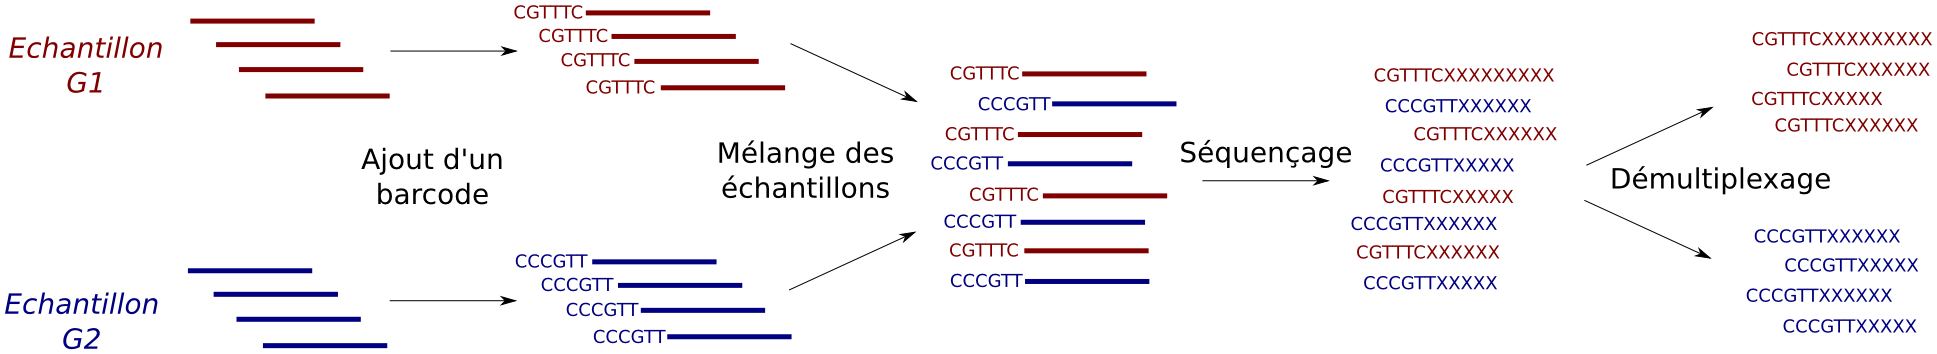 Echantillon
G1
CGTTTC
CGTTTC
CGTTTC
CGTTTC
Ajout d'un
barcode
Echantillon
G2
CCCGTT
CCCGTT
CCCGTT
CCCGTT
Mélange des
échantillons
CGTTTC
CCCGTT
CGTTTC
CCCGTT
CGTTTC
CCCGTT
CGTTTC
CCCGTT
Séquençage
CGTTTCXXXXXXXXX
CCCGTTXXXXXX
CGTTTCXXXXXX
CCCGTTXXXXX
CGTTTCXXXXX
CCCGTTXXXXXX
CGTTTCXXXXXX
CCCGTTXXXXX
Démultiplexage
CGTTTCXXXXXXXXX
CGTTTCXXXXXX
CGTTTCXXXXX
CGTTTCXXXXXX
CCCGTTXXXXXX
CCCGTTXXXXX
CCCGTTXXXXXX
CCCGTTXXXXX